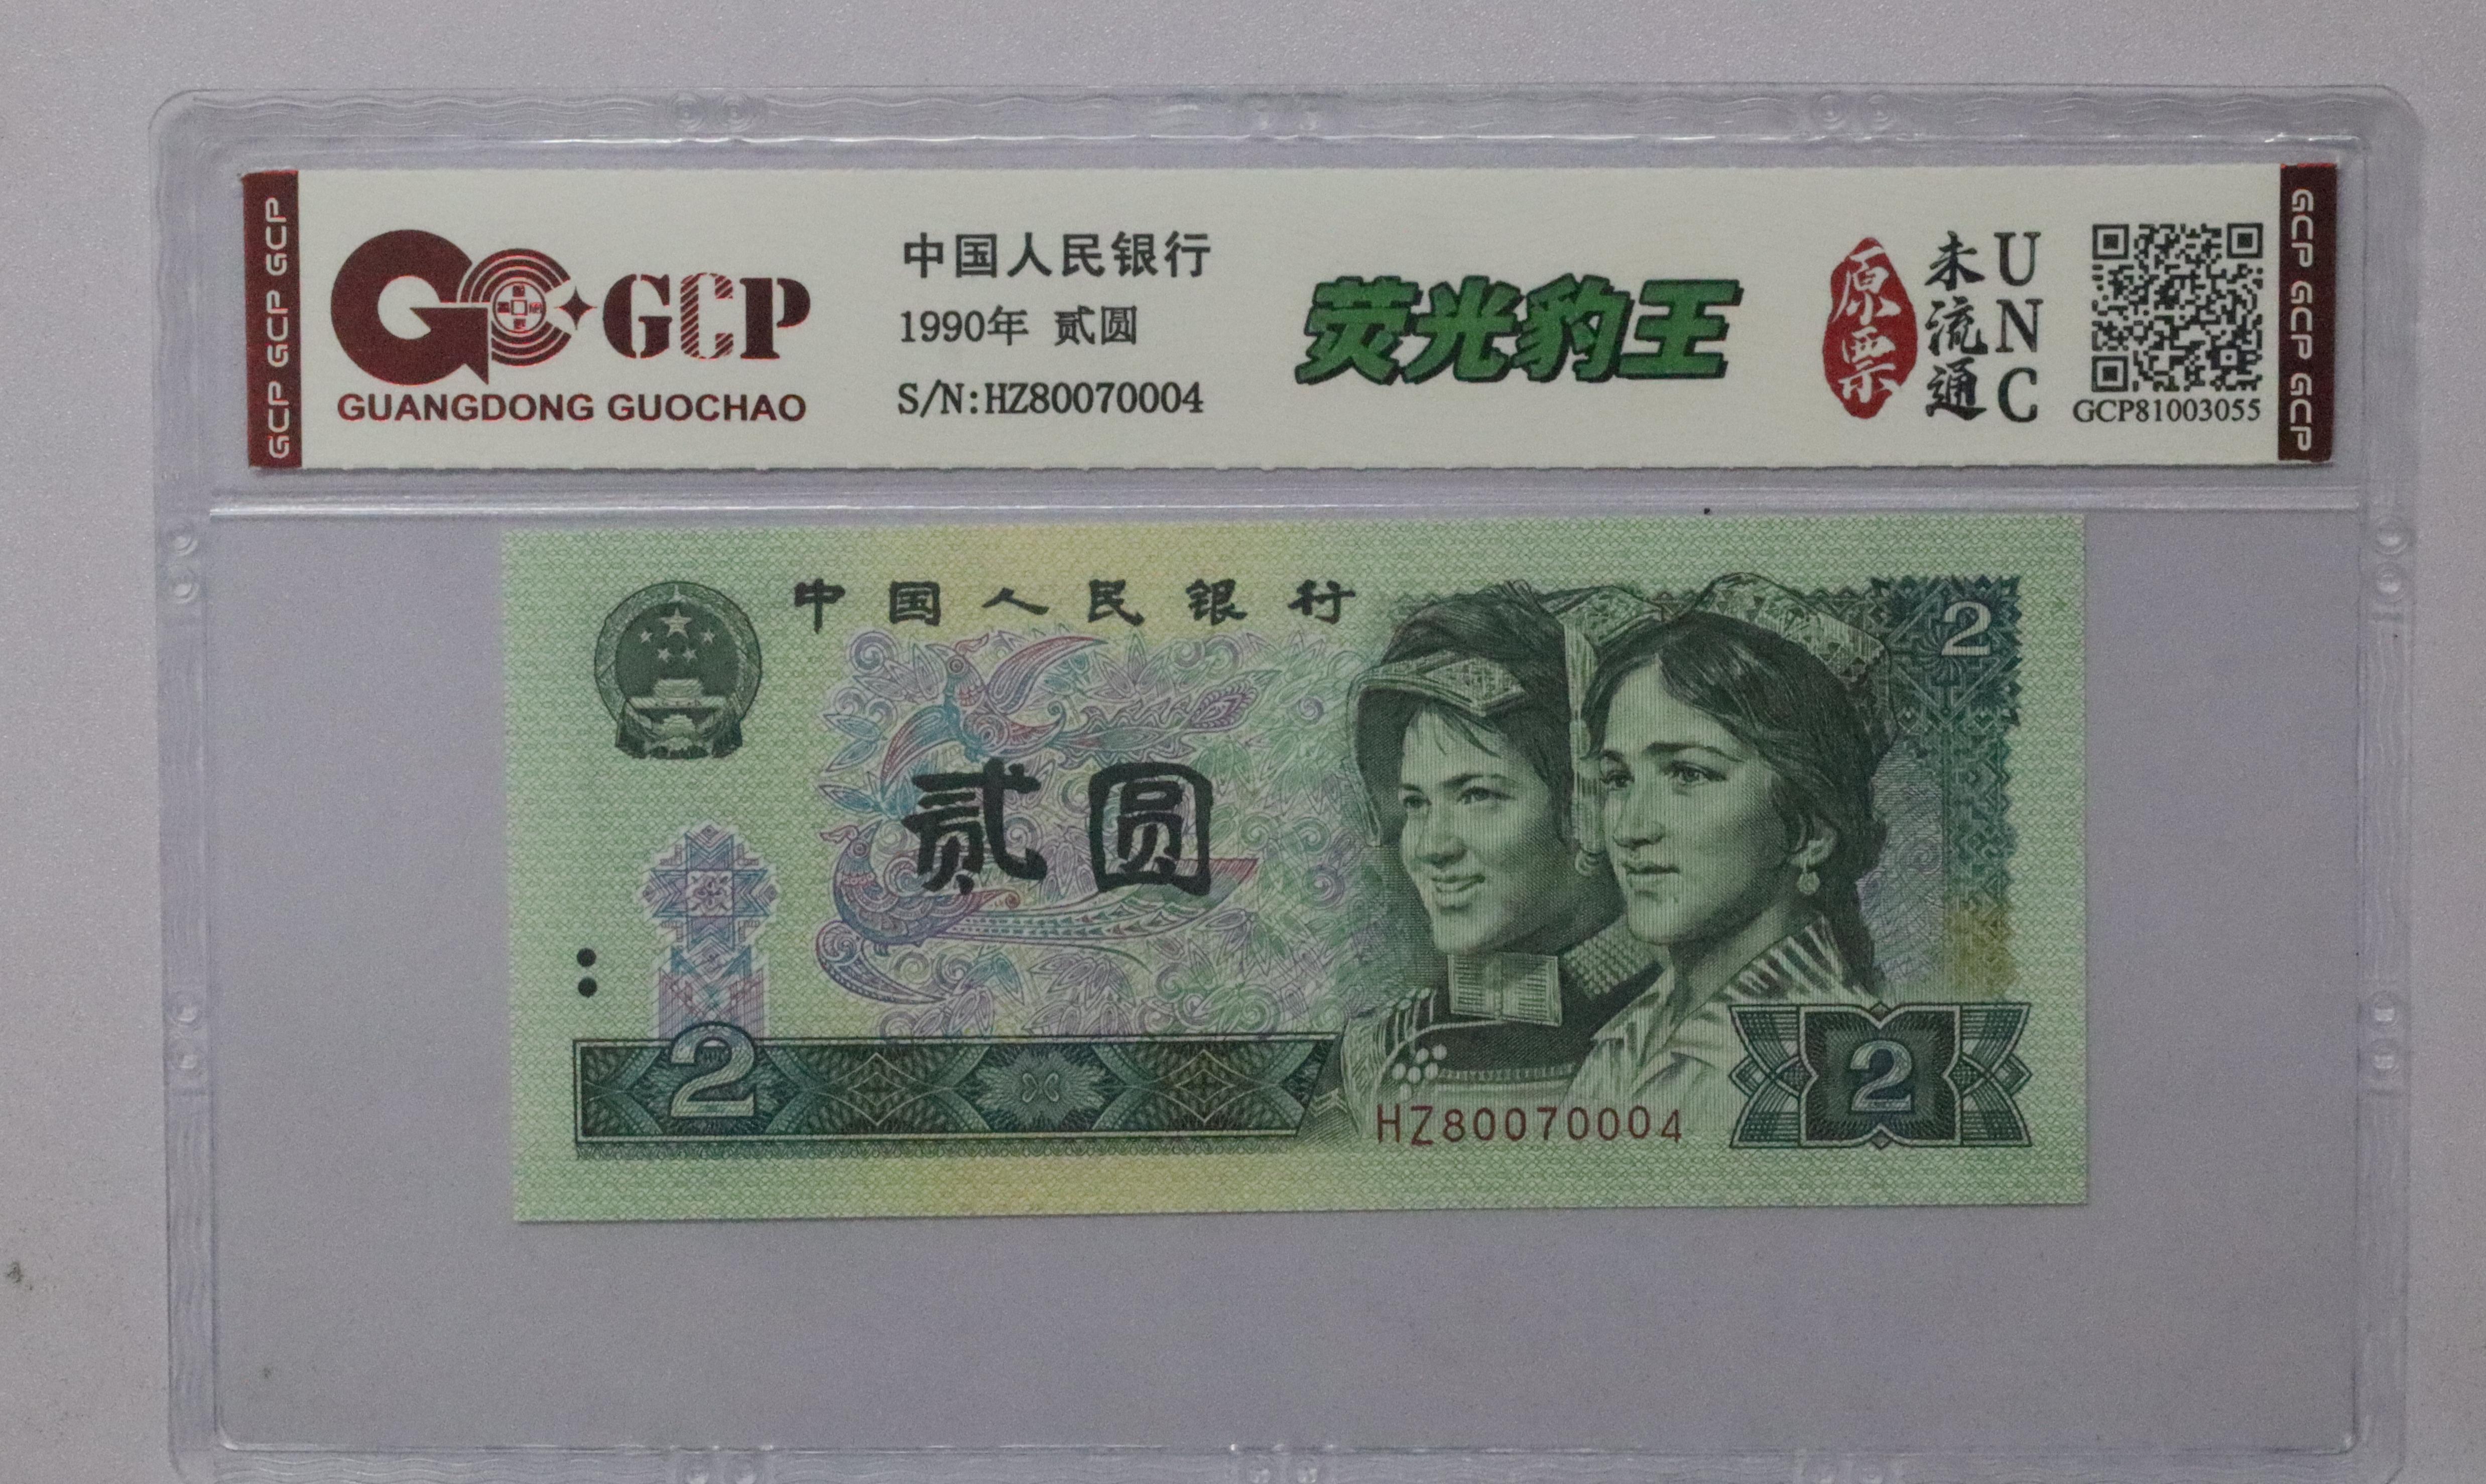 GCP GCP GCP
GCP
GUANGDONG GUOCHAO
中国人民银行
1990年 贰圆
S/N:HZ80070004
荧光豹王
原票
未流通
UNC
GCP81003055
GCP GCP GCP
中国人民银行
2
贰圆
2
HZ80070004
2